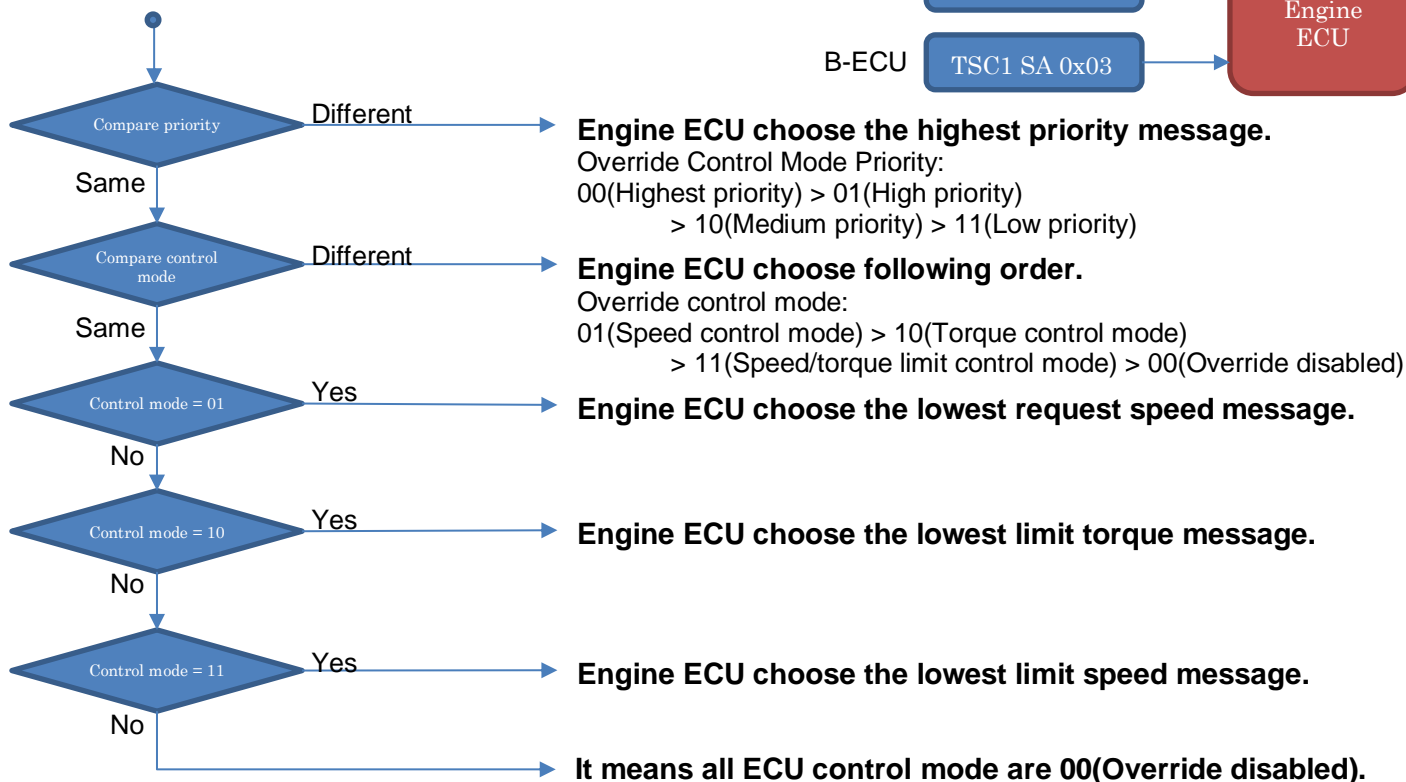 Engine
ECU
B-ECU
TSC1 SA 0x03
Compare priority
Different
Engine ECU choose the highest priority message.
Override Control Mode Priority:
00(Highest priority) > 01(High priority)
> 10(Medium priority) > 11(Low priority)
Same
Compare control
mode
Different
Engine ECU choose following order.
Override control mode:
01(Speed control mode) > 10(Torque control mode)
> 11(Speed/torque limit control mode) > 00(Override disabled)
Same
Control mode = 01
Yes
Engine ECU choose the lowest request speed message.
No
Control mode = 10
Yes
Engine ECU choose the lowest limit torque message.
No
Control mode = 11
Yes
Engine ECU choose the lowest limit speed message.
No
It means all ECU control mode are 00(Override disabled).